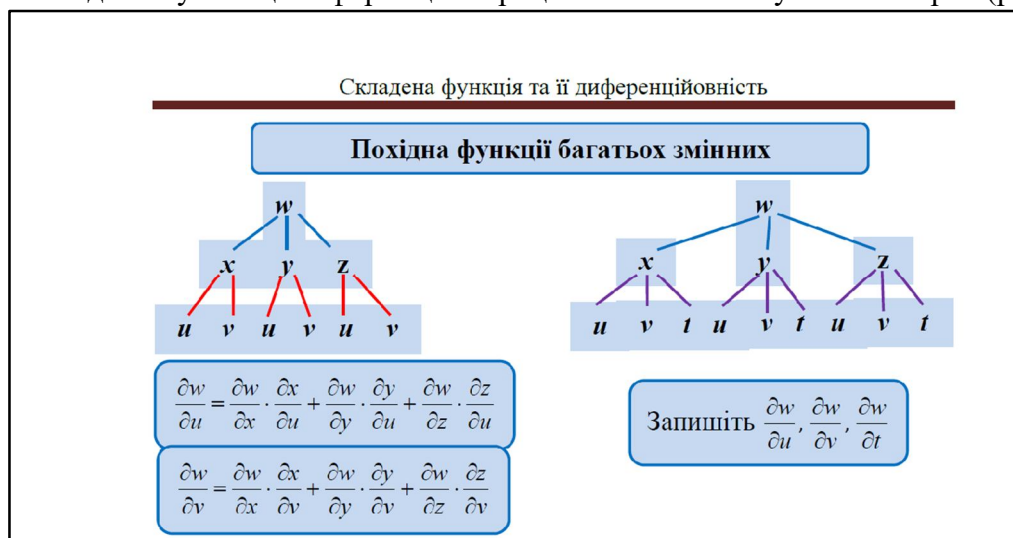 Складена функція та її диференційовність
Похідна функції багатьох змінних
w
x y z
u v u v u v
∂w/∂u = ∂w/∂x · ∂x/∂u + ∂w/∂y · ∂y/∂u + ∂w/∂z · ∂z/∂u
∂w/∂v = ∂w/∂x · ∂x/∂v + ∂w/∂y · ∂y/∂v + ∂w/∂z · ∂z/∂v
w
x y z
u v t u v t u v t
Запишіть ∂w/∂u, ∂w/∂v, ∂w/∂t